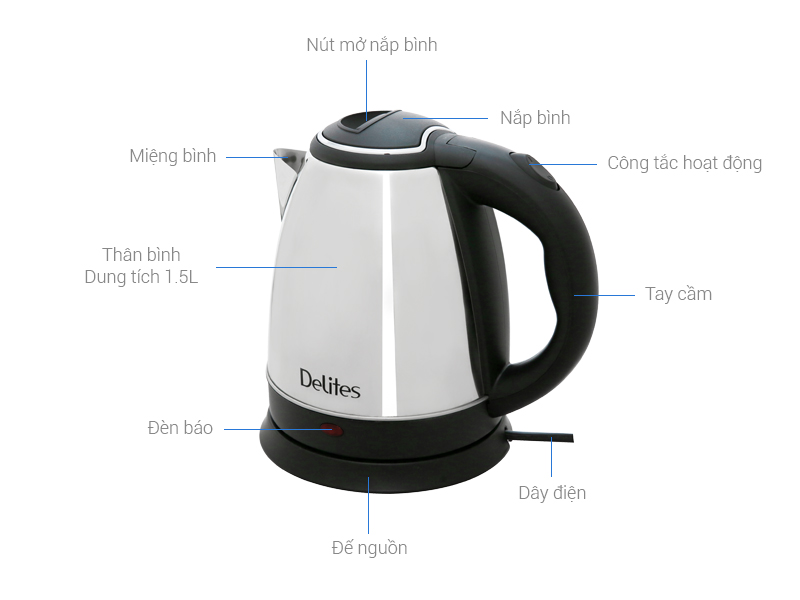 Nút mở nắp bình
Nắp bình
Miệng bình
Công tắc hoạt động
Thân bình
Dung tích 1.5L
Tay cầm
Delites
Đèn báo
Dây điện
Đế nguồn